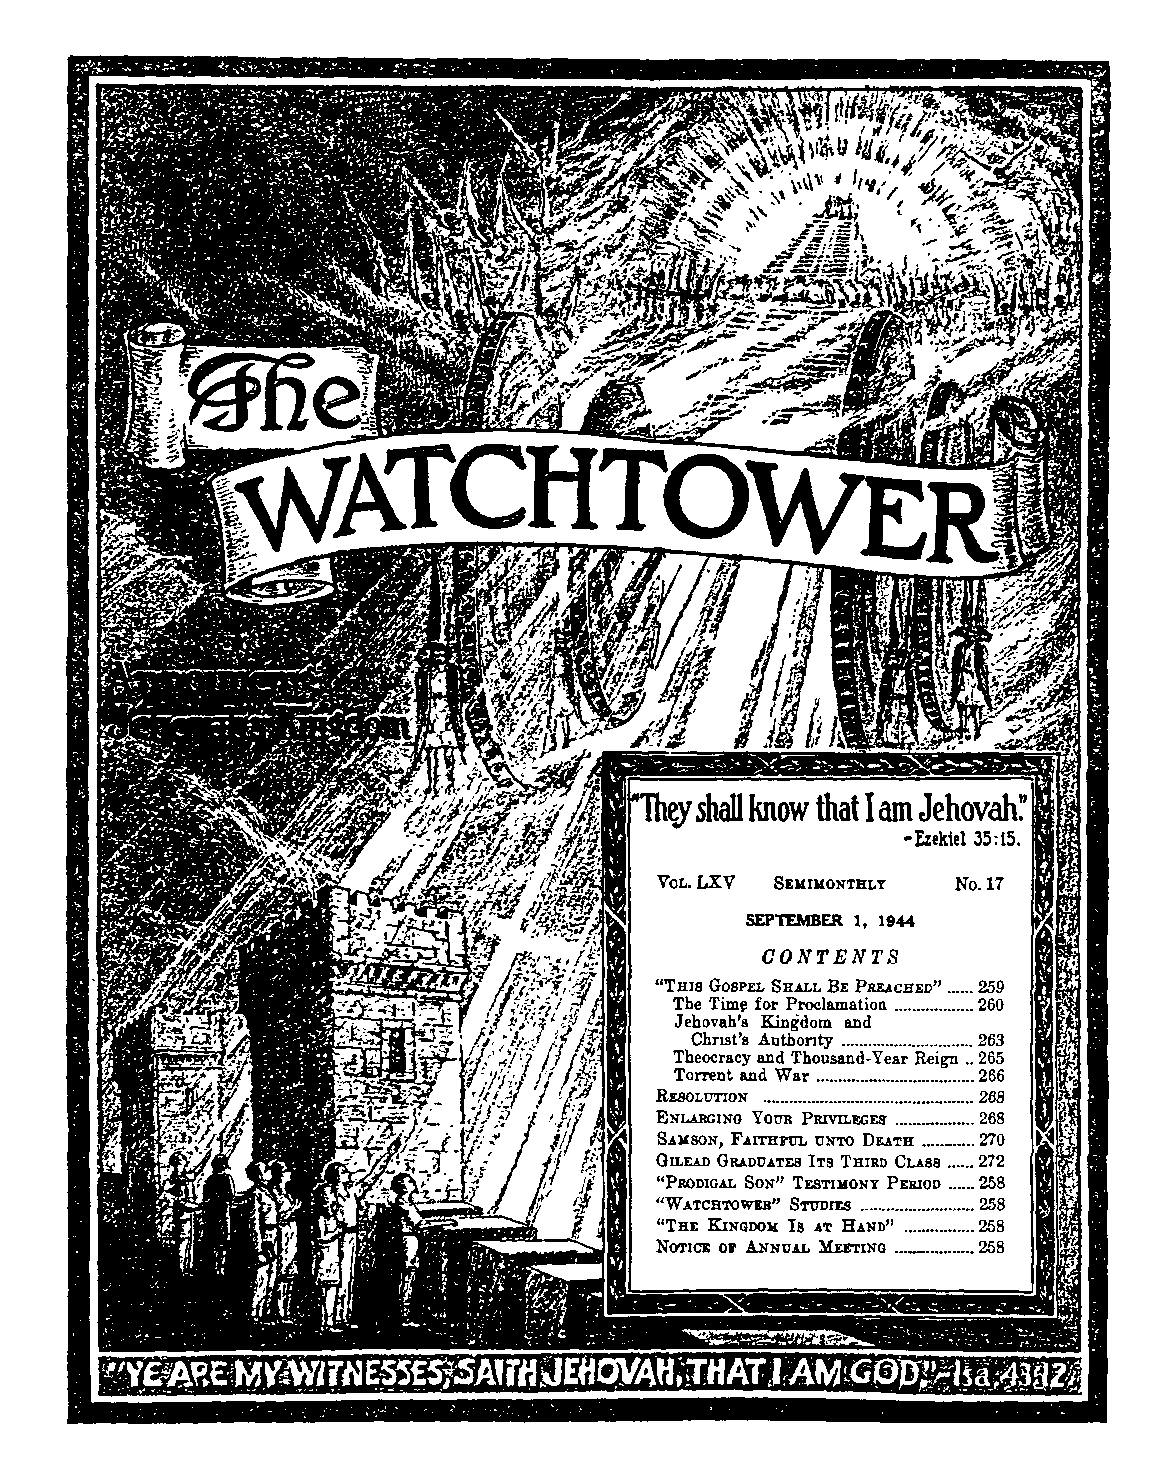 The
WATCHTOWER
Announcing
Jehovah's Kingdom
"They shall know that I am Jehovah."
-Ezekiel 35:15.
VOL. LXV SEMIMONTHLY No. 17
SEPTEMBER 1, 1944
CONTENTS
"THIS GOSPEL SHALL BE PREACHED" ...... 259
The Time for Proclamation .................... 260
Jehovah's Kingdom and
Christ's Authority ................................ 263
Theocracy and Thousand-Year Reign .. 265
Torrent and War ...................................... 266
RESOLUTION .................................................. 268
ENLARGING YOUR PRIVILEGES .................. 268
SAMSON, FAITHFUL UNTO DEATH ............ 270
GILEAD GRADUATES ITS THIRD CLASS ...... 272
"PRODIGAL SON" TESTIMONY PERIOD ...... 258
"WATCHTOWER" STUDIES .......................... 258
"THE KINGDOM IS AT HAND" .................. 258
NOTICE OF ANNUAL MEETING .................. 258
"YE ARE MY WITNESSES, SAITH JEHOVAH, THAT I AM GOD."-Isa. 43:12.